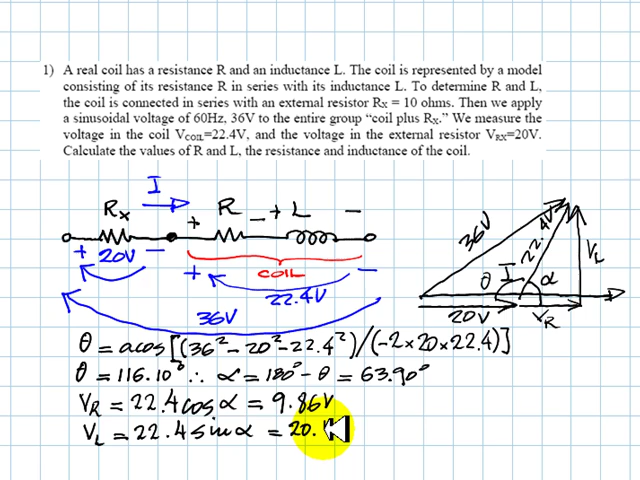 1) A real coil has a resistance R and an inductance L. The coil is represented by a model
consisting of its resistance R in series with its inductance L. To determine R and L,
the coil is connected in series with an external resistor Rx = 10 ohms. Then we apply
a sinusoidal voltage of 60Hz, 36V to the entire group “coil plus Rx.” We measure the
voltage in the coil VCOIL=22.4V, and the voltage in the external resistor VRX=20V.
Calculate the values of R and L, the resistance and inductance of the coil.
Rx I + R - + L -
+ 20V - + COIL -
22.4V
36V
36V 22.4V VL
θ I α
20V VR
θ = acos[(36²-20²-22.4²)/(-2×20×22.4)]
θ = 116.10° ∴ α = 180° - θ = 63.90°
VR = 22.4 cos α = 9.86V
VL = 22.4 sin α = 20.